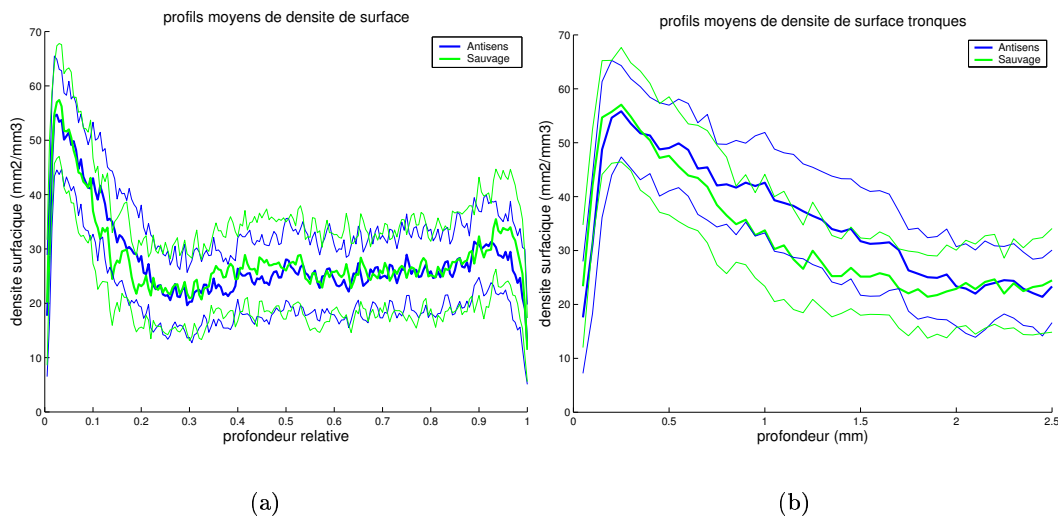 profils moyens de densite de surface
70
60
50
40
30
20
10
0
densite surfacique (mm2/mm3)
Antisens
Sauvage
0 0.1 0.2 0.3 0.4 0.5 0.6 0.7 0.8 0.9 1
profondeur relative
(a)
profils moyens de densite de surface tronques
70
60
50
40
30
20
10
0
densite surfacique (mm2/mm3)
Antisens
Sauvage
0 0.5 1 1.5 2 2.5
profondeur (mm)
(b)